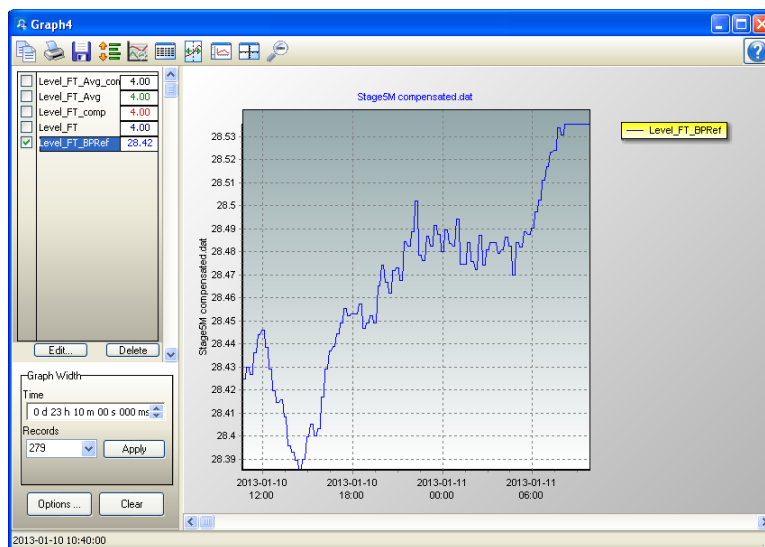 Graph4
Level_FT_Avg_con 4.00
Level_FT_Avg 4.00
Level_FT_comp 4.00
Level_FT 4.00
Level_FT_BPRef 28.42
Edit...
Delete
Graph Width
Time
0 d 23 h 10 m 00 s 000 ms
Records
279
Apply
Options ...
Clear
Stage5M compensated.dat
Level_FT_BPRef
Stage5M compensated.dat
28.53
28.52
28.51
28.5
28.49
28.48
28.47
28.46
28.45
28.44
28.43
28.42
28.41
28.4
28.39
2013-01-10 2013-01-10 2013-01-11 2013-01-11
12:00 18:00 00:00 06:00
2013-01-10 10:40:00